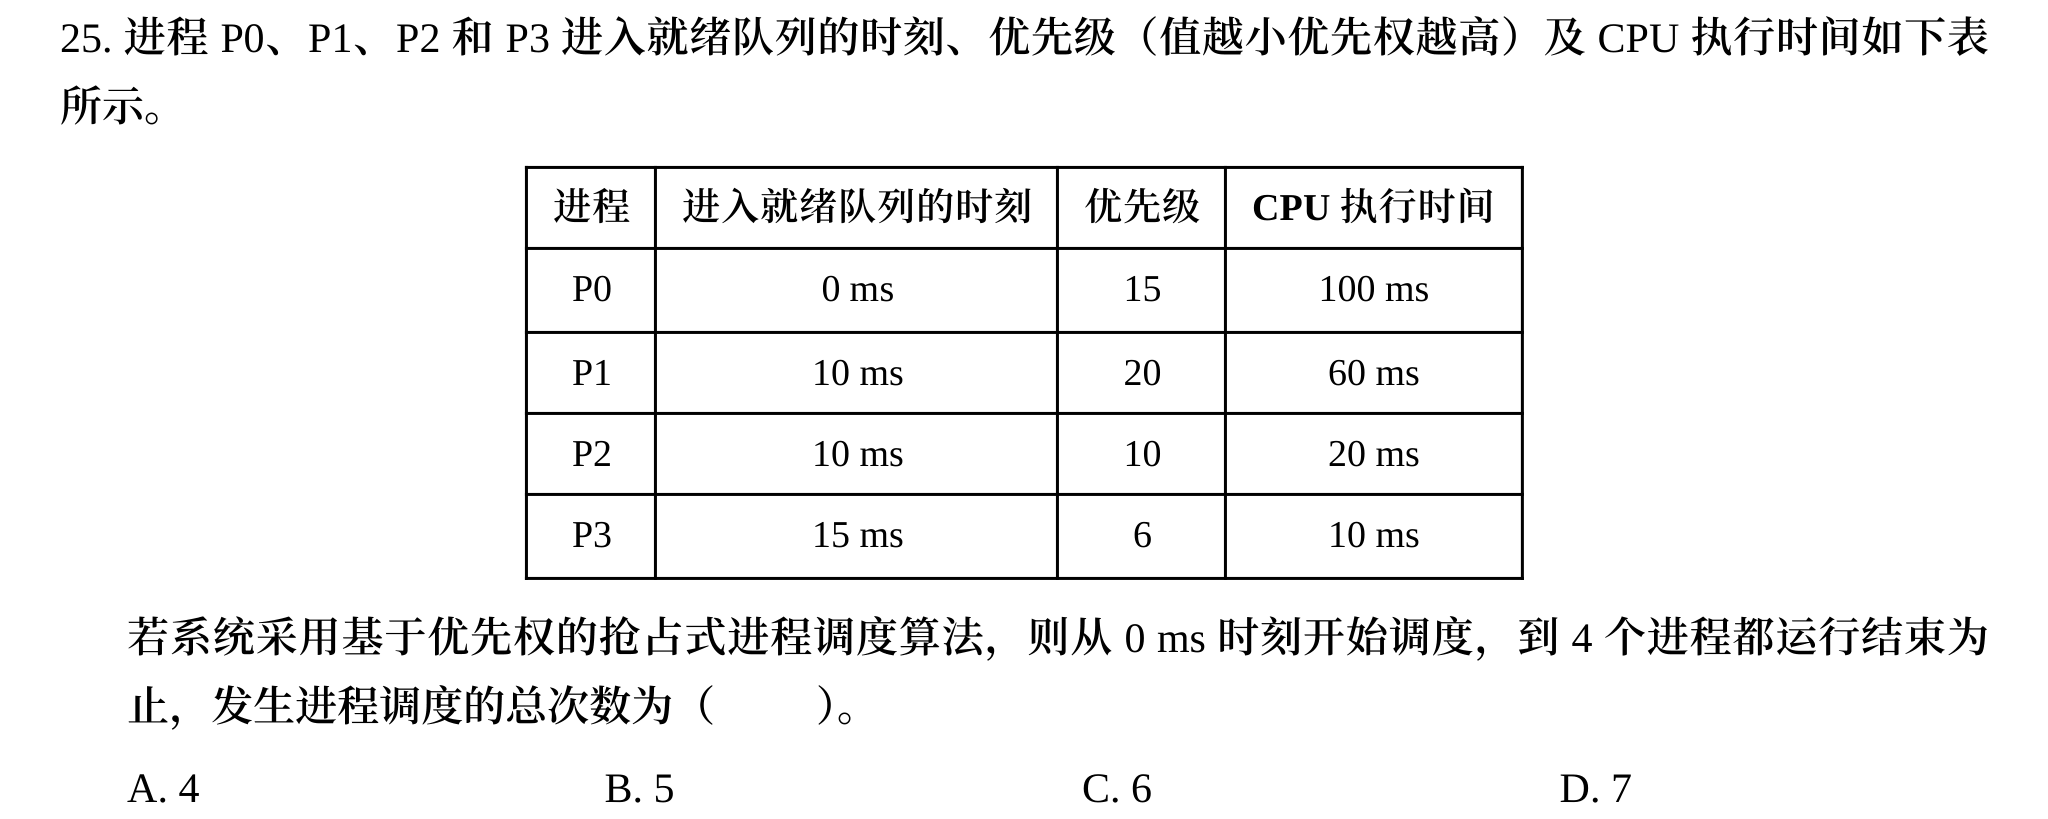 25. 进程 P0、P1、P2 和 P3 进入就绪队列的时刻、优先级（值越小优先权越高）及 CPU 执行时间如下表
所示。
进程 进入就绪队列的时刻 优先级 CPU 执行时间
P0 0 ms 15 100 ms
P1 10 ms 20 60 ms
P2 10 ms 10 20 ms
P3 15 ms 6 10 ms
若系统采用基于优先权的抢占式进程调度算法，则从 0 ms 时刻开始调度，到 4 个进程都运行结束为
止，发生进程调度的总次数为（　　）。
A. 4 B. 5 C. 6 D. 7